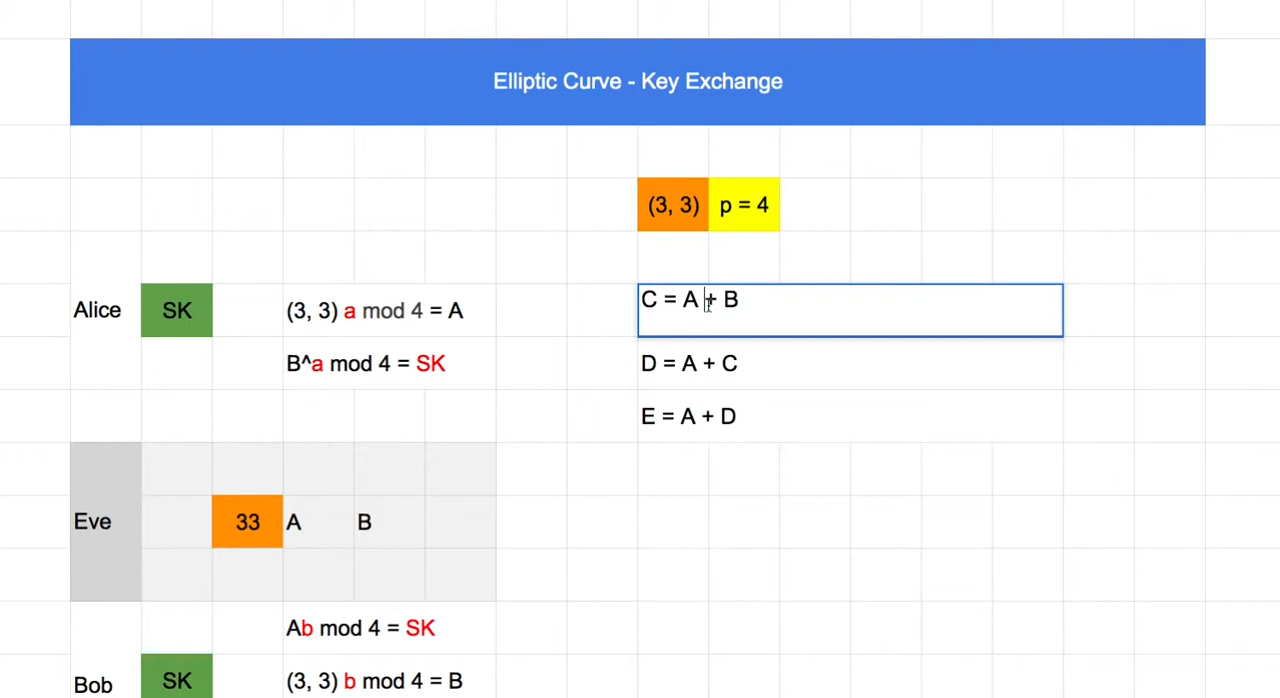 Elliptic Curve - Key Exchange
(3, 3) p = 4
Alice SK (3, 3) a mod 4 = A C = A + B
B^a mod 4 = SK D = A + C
E = A + D
Eve 33 A B
Ab mod 4 = SK
Bob SK (3, 3) b mod 4 = B